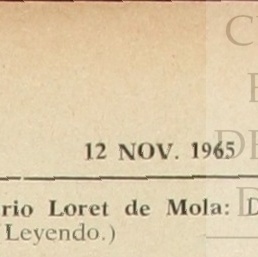 12 NOV. 1965
rio Loret de Mola: D
Leyendo.)